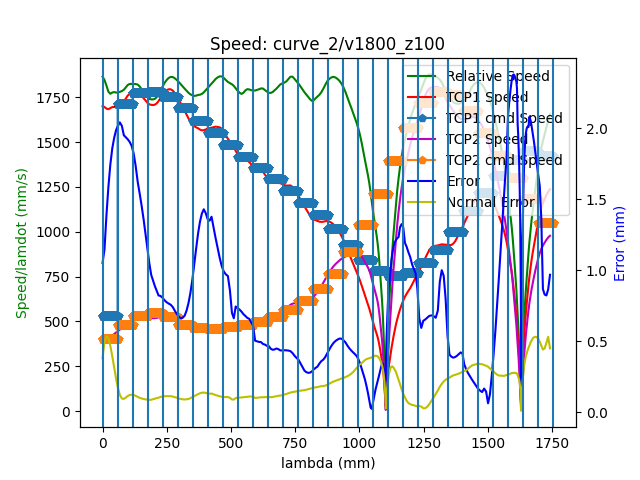 Speed: curve_2/v1800_z100
Speed/lamdot (mm/s)
1750
1500
1250
1000
750
500
250
0
Relative Speed
TCP1 Speed
TCP1 cmd Speed
TCP2 Speed
TCP2 cmd Speed
Error
Normal Error
2.0
1.5
1.0
0.5
0.0
Error (mm)
0 250 500 750 1000 1250 1500 1750
lambda (mm)